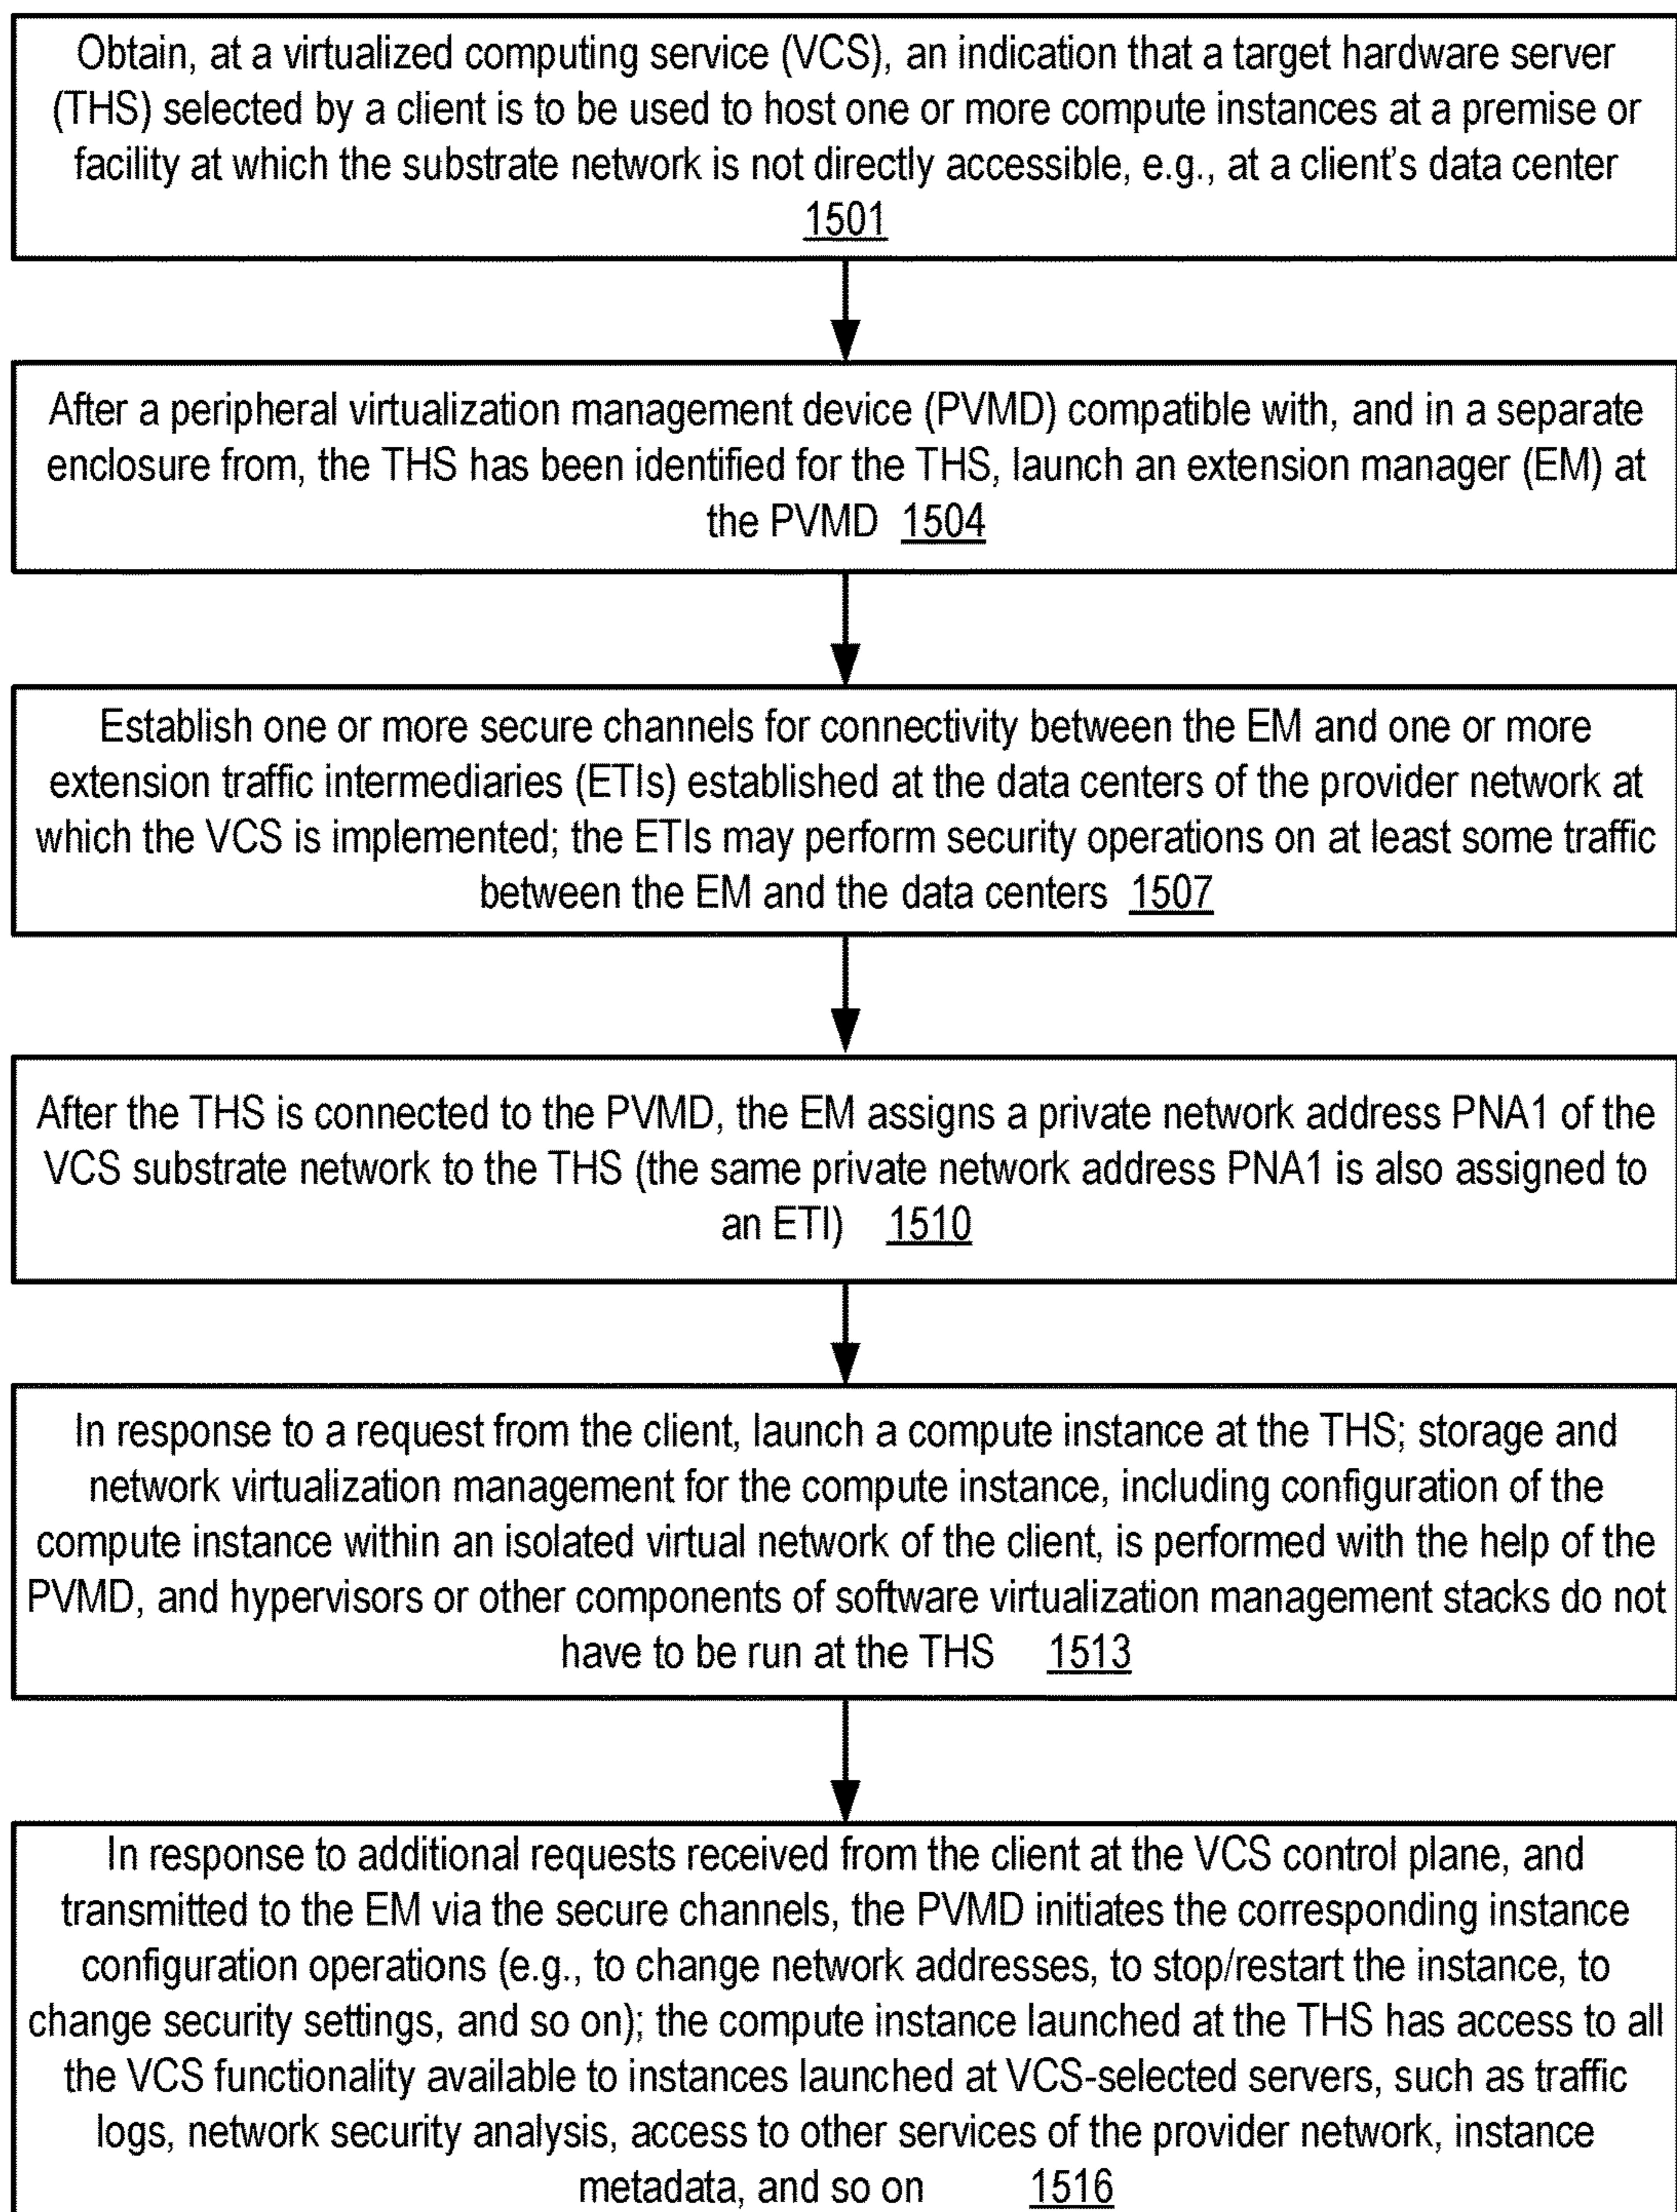 Obtain, at a virtualized computing service (VCS), an indication that a target hardware server
(THS) selected by a client is to be used to host one or more compute instances at a premise or
facility at which the substrate network is not directly accessible, e.g., at a client's data center
1501
After a peripheral virtualization management device (PVMD) compatible with, and in a separate
enclosure from, the THS has been identified for the THS, launch an extension manager (EM) at
the PVMD 1504
Establish one or more secure channels for connectivity between the EM and one or more
extension traffic intermediaries (ETIs) established at the data centers of the provider network at
which the VCS is implemented; the ETIs may perform security operations on at least some traffic
between the EM and the data centers 1507
After the THS is connected to the PVMD, the EM assigns a private network address PNA1 of the
VCS substrate network to the THS (the same private network address PNA1 is also assigned to
an ETI) 1510
In response to a request from the client, launch a compute instance at the THS; storage and
network virtualization management for the compute instance, including configuration of the
compute instance within an isolated virtual network of the client, is performed with the help of the
PVMD, and hypervisors or other components of software virtualization management stacks do not
have to be run at the THS 1513
In response to additional requests received from the client at the VCS control plane, and
transmitted to the EM via the secure channels, the PVMD initiates the corresponding instance
configuration operations (e.g., to change network addresses, to stop/restart the instance, to
change security settings, and so on); the compute instance launched at the THS has access to all
the VCS functionality available to instances launched at VCS-selected servers, such as traffic
logs, network security analysis, access to other services of the provider network, instance
metadata, and so on 1516